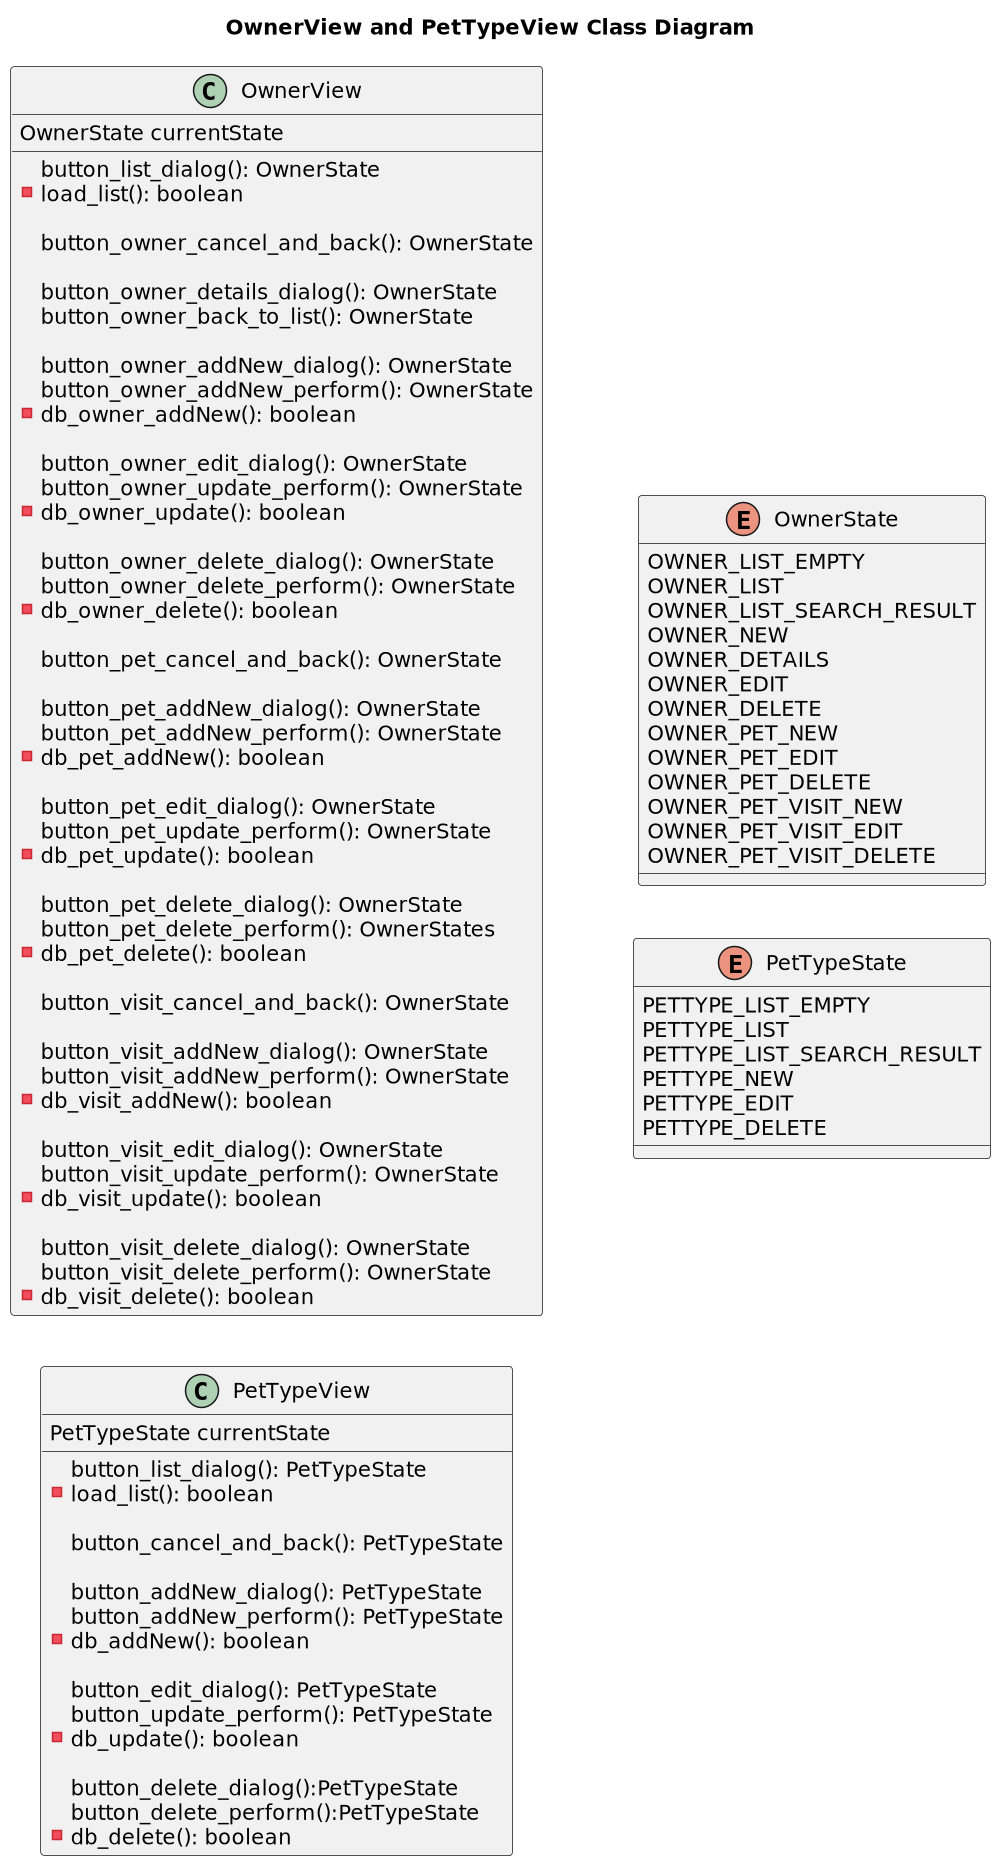 OwnerView and PetTypeView Class Diagram
C OwnerView
OwnerState currentState
button_list_dialog(): OwnerState
load_list(): boolean
button_owner_cancel_and_back(): OwnerState
button_owner_details_dialog(): OwnerState
button_owner_back_to_list(): OwnerState
button_owner_addNew_dialog(): OwnerState
button_owner_addNew_perform(): OwnerState
db_owner_addNew(): boolean
button_owner_edit_dialog(): OwnerState
button_owner_update_perform(): OwnerState
db_owner_update(): boolean
button_owner_delete_dialog(): OwnerState
button_owner_delete_perform(): OwnerState
db_owner_delete(): boolean
button_pet_cancel_and_back(): OwnerState
button_pet_addNew_dialog(): OwnerState
button_pet_addNew_perform(): OwnerState
db_pet_addNew(): boolean
button_pet_edit_dialog(): OwnerState
button_pet_update_perform(): OwnerState
db_pet_update(): boolean
button_pet_delete_dialog(): OwnerState
button_pet_delete_perform(): OwnerStates
db_pet_delete(): boolean
button_visit_cancel_and_back(): OwnerState
button_visit_addNew_dialog(): OwnerState
button_visit_addNew_perform(): OwnerState
db_visit_addNew(): boolean
button_visit_edit_dialog(): OwnerState
button_visit_update_perform(): OwnerState
db_visit_update(): boolean
button_visit_delete_dialog(): OwnerState
button_visit_delete_perform(): OwnerState
db_visit_delete(): boolean
E OwnerState
OWNER_LIST_EMPTY
OWNER_LIST
OWNER_LIST_SEARCH_RESULT
OWNER_NEW
OWNER_DETAILS
OWNER_EDIT
OWNER_DELETE
OWNER_PET_NEW
OWNER_PET_EDIT
OWNER_PET_DELETE
OWNER_PET_VISIT_NEW
OWNER_PET_VISIT_EDIT
OWNER_PET_VISIT_DELETE
E PetTypeState
PETTYPE_LIST_EMPTY
PETTYPE_LIST
PETTYPE_LIST_SEARCH_RESULT
PETTYPE_NEW
PETTYPE_EDIT
PETTYPE_DELETE
C PetTypeView
PetTypeState currentState
button_list_dialog(): PetTypeState
load_list(): boolean
button_cancel_and_back(): PetTypeState
button_addNew_dialog(): PetTypeState
button_addNew_perform(): PetTypeState
db_addNew(): boolean
button_edit_dialog(): PetTypeState
button_update_perform(): PetTypeState
db_update(): boolean
button_delete_dialog():PetTypeState
button_delete_perform():PetTypeState
db_delete(): boolean